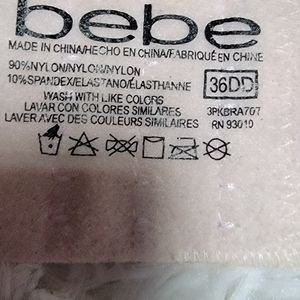 bebe
MADE IN CHINA/HECHO EN CHINA/FABRIQUÉ EN CHINE
90%NYLON/NYLON/NYLON
10%SPANDEX/ELASTANO/ÉLASTHANNE
36DD
WASH WITH LIKE COLORS
LAVAR CON COLORES SIMILARES
3PKBRA707
LAVER AVEC DES COULEURS SIMILAIRES
RN 93010